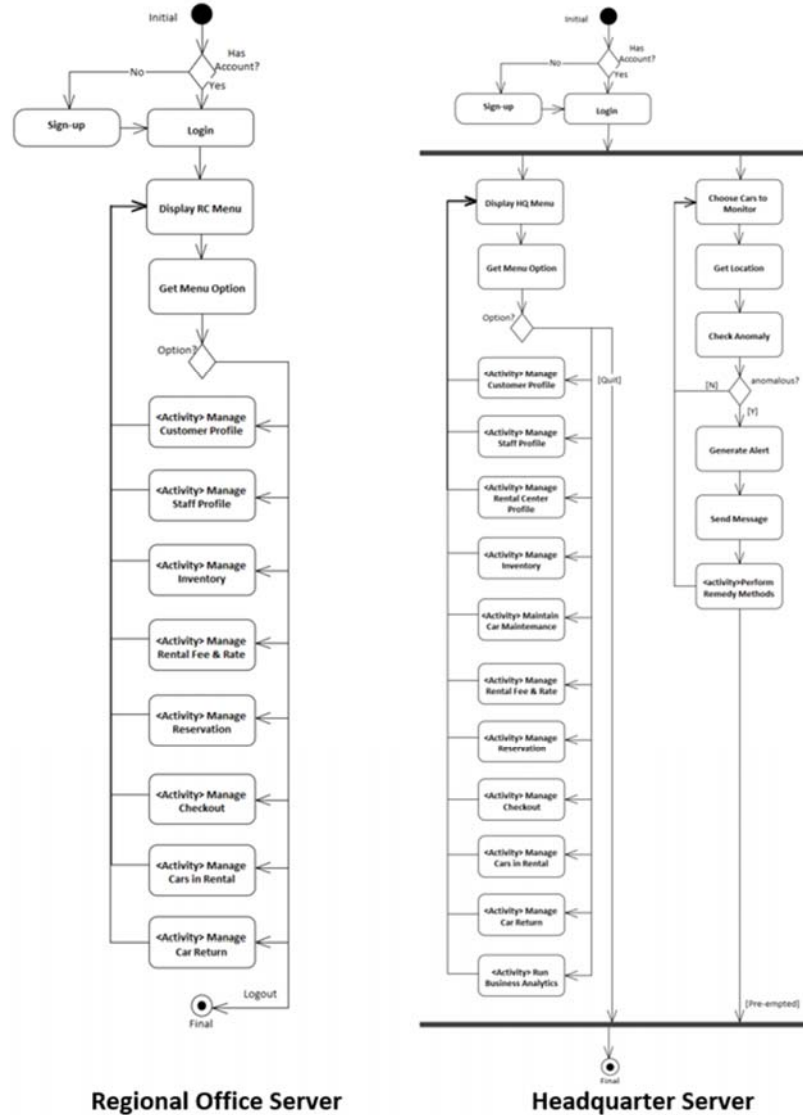 Initial
Has
Account?
No
Yes
Sign-up
Login
Display RC Menu
Get Menu Option
Option?
<Activity> Manage
Customer Profile
<Activity> Manage
Staff Profile
<Activity> Manage
Inventory
<Activity> Manage
Rental Fee & Rate
<Activity> Manage
Reservation
<Activity> Manage
Checkout
<Activity> Manage
Cars in Rental
<Activity> Manage
Car Return
Logout
Final
Regional Office Server
Initial
Has
Account?
No
Yes
Sign-up
Login
Display HQ Menu
Get Menu Option
Option?
[Quit]
<Activity> Manage
Customer Profile
<Activity> Manage
Staff Profile
<Activity> Manage
Rental Center
Profile
<Activity> Manage
Inventory
<Activity> Maintain
Car Maintemance
<Activity> Manage
Rental Fee & Rate
<Activity> Manage
Reservation
<Activity> Manage
Checkout
<Activity> Manage
Cars in Rental
<Activity> Manage
Car Return
<Activity> Run
Business Analytics
Choose Cars to
Monitor
Get Location
Check Anomaly
anomalous?
[N]
[Y]
Generate Alert
Send Message
<activity>Perform
Remedy Methods
[Pre-empted]
Final
Headquarter Server